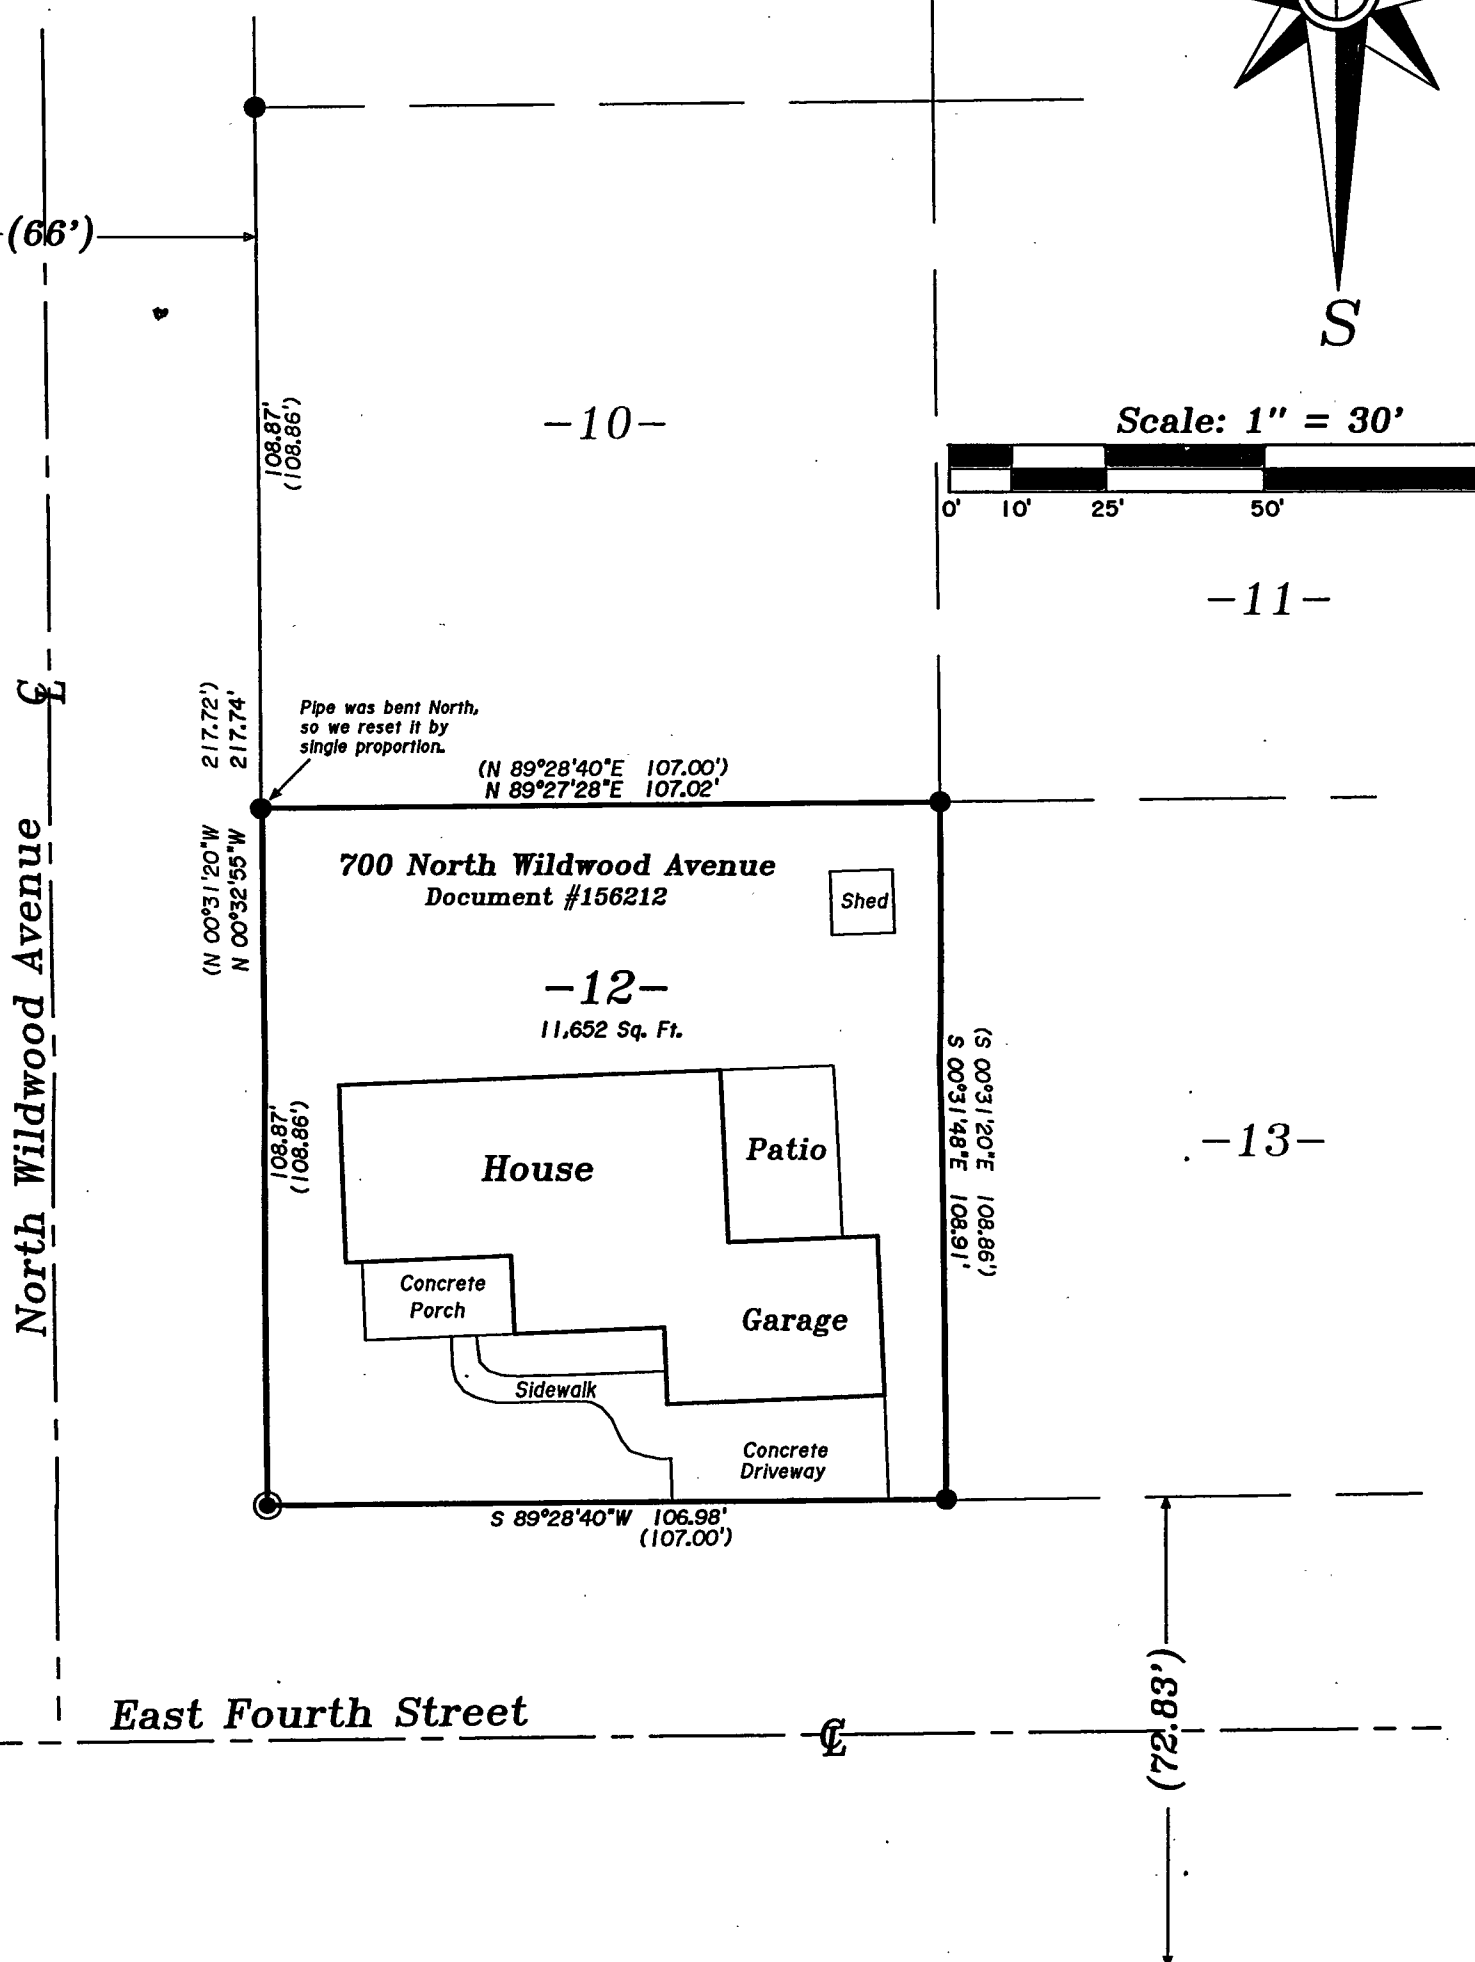 (66')
S
108.87'
(108.86')
-10-
Scale: 1" = 30'
0' 10' 25' 50'
-11-
℄
217.72')
217.74'
Pipe was bent North,
so we reset it by
single proportion.
(N 89°28'40"E 107.00')
N 89°27'28"E 107.02'
(N 00°31'20"W
N 00°32'55"W
North Wildwood Avenue
700 North Wildwood Avenue
Document #156212
Shed
-12-
11,652 Sq. Ft.
(S 00°31'20"E 108.86')
S 00°31'48"E 108.91'
108.87'
(108.86')
House
Patio
-13-
Concrete
Porch
Garage
Sidewalk
Concrete
Driveway
S 89°28'40"W 106.98'
(107.00')
(72.83')
East Fourth Street
℄